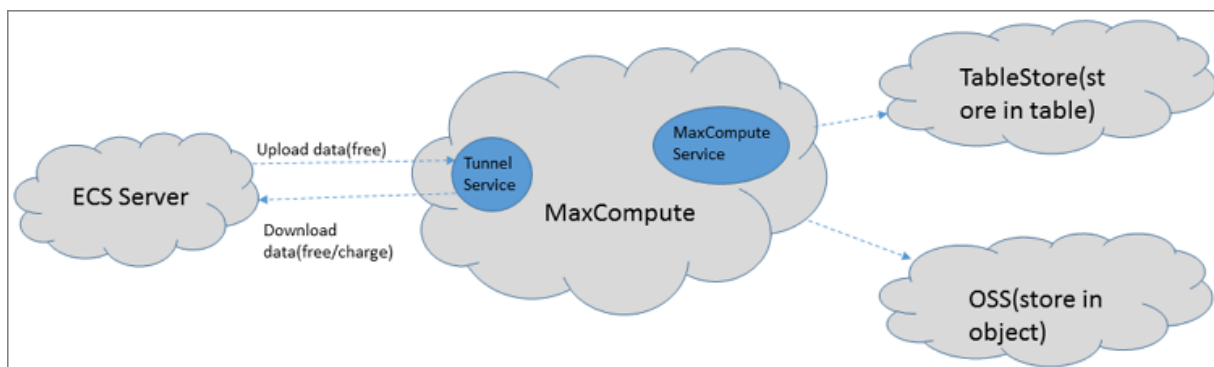 ECS Server
Upload data(free)
Download
data(free/charge)
Tunnel
Service
MaxCompute
Service
MaxCompute
TableStore(st
ore in table)
OSS(store in
object)